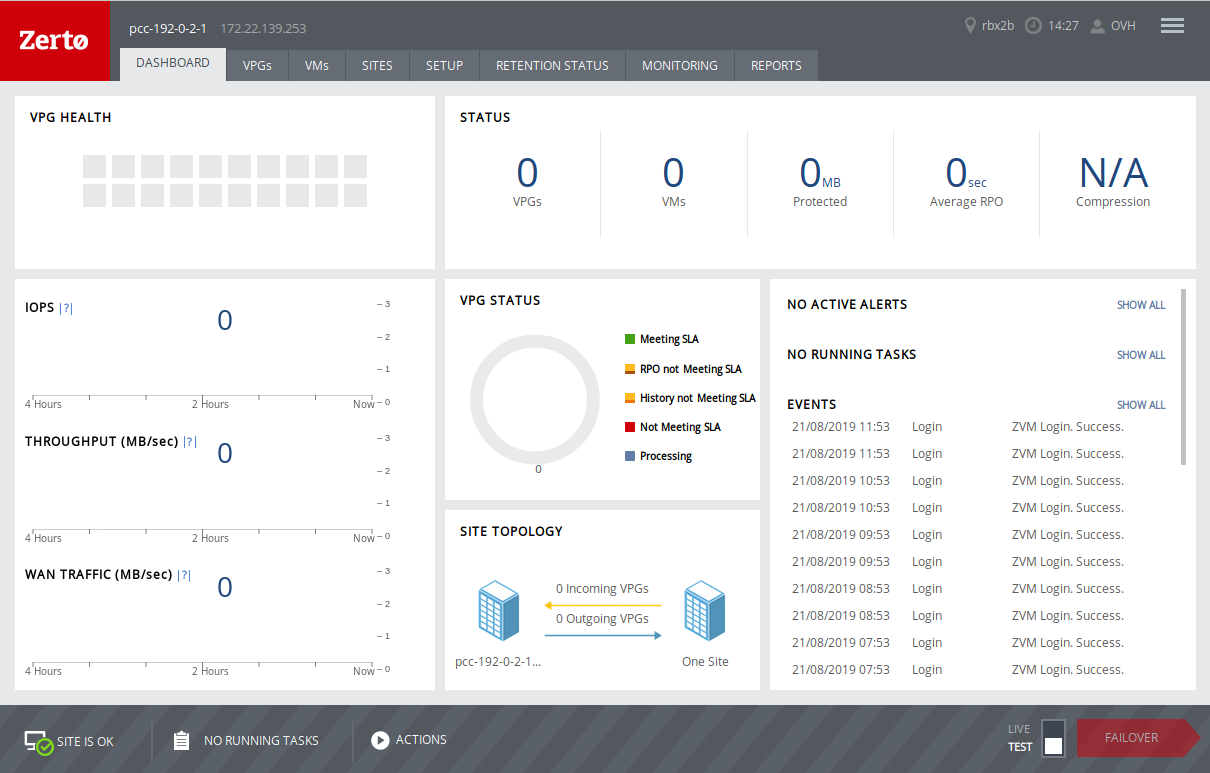 Zerto
pcc-192-0-2-1 172.22.139.253
rbx2b 14:27 OVH
DASHBOARD VPGs VMs SITES SETUP RETENTION STATUS MONITORING REPORTS
VPG HEALTH
STATUS
0 0 0MB 0sec N/A
VPGs VMs Protected Average RPO Compression
IOPS |?|
0
3
2
1
0
4 Hours 2 Hours Now
THROUGHPUT (MB/sec) |?|
0
3
2
1
0
4 Hours 2 Hours Now
WAN TRAFFIC (MB/sec) |?|
0
3
2
1
0
4 Hours 2 Hours Now
VPG STATUS
Meeting SLA
RPO not Meeting SLA
History not Meeting SLA
Not Meeting SLA
Processing
0
SITE TOPOLOGY
0 Incoming VPGs
0 Outgoing VPGs
pcc-192-0-2-1... One Site
NO ACTIVE ALERTS SHOW ALL
NO RUNNING TASKS SHOW ALL
EVENTS SHOW ALL
21/08/2019 11:53 Login ZVM Login. Success.
21/08/2019 11:53 Login ZVM Login. Success.
21/08/2019 10:53 Login ZVM Login. Success.
21/08/2019 10:53 Login ZVM Login. Success.
21/08/2019 09:53 Login ZVM Login. Success.
21/08/2019 09:53 Login ZVM Login. Success.
21/08/2019 08:53 Login ZVM Login. Success.
21/08/2019 08:53 Login ZVM Login. Success.
21/08/2019 07:53 Login ZVM Login. Success.
21/08/2019 07:53 Login ZVM Login. Success.
SITE IS OK NO RUNNING TASKS ACTIONS
LIVE
TEST
FAILOVER